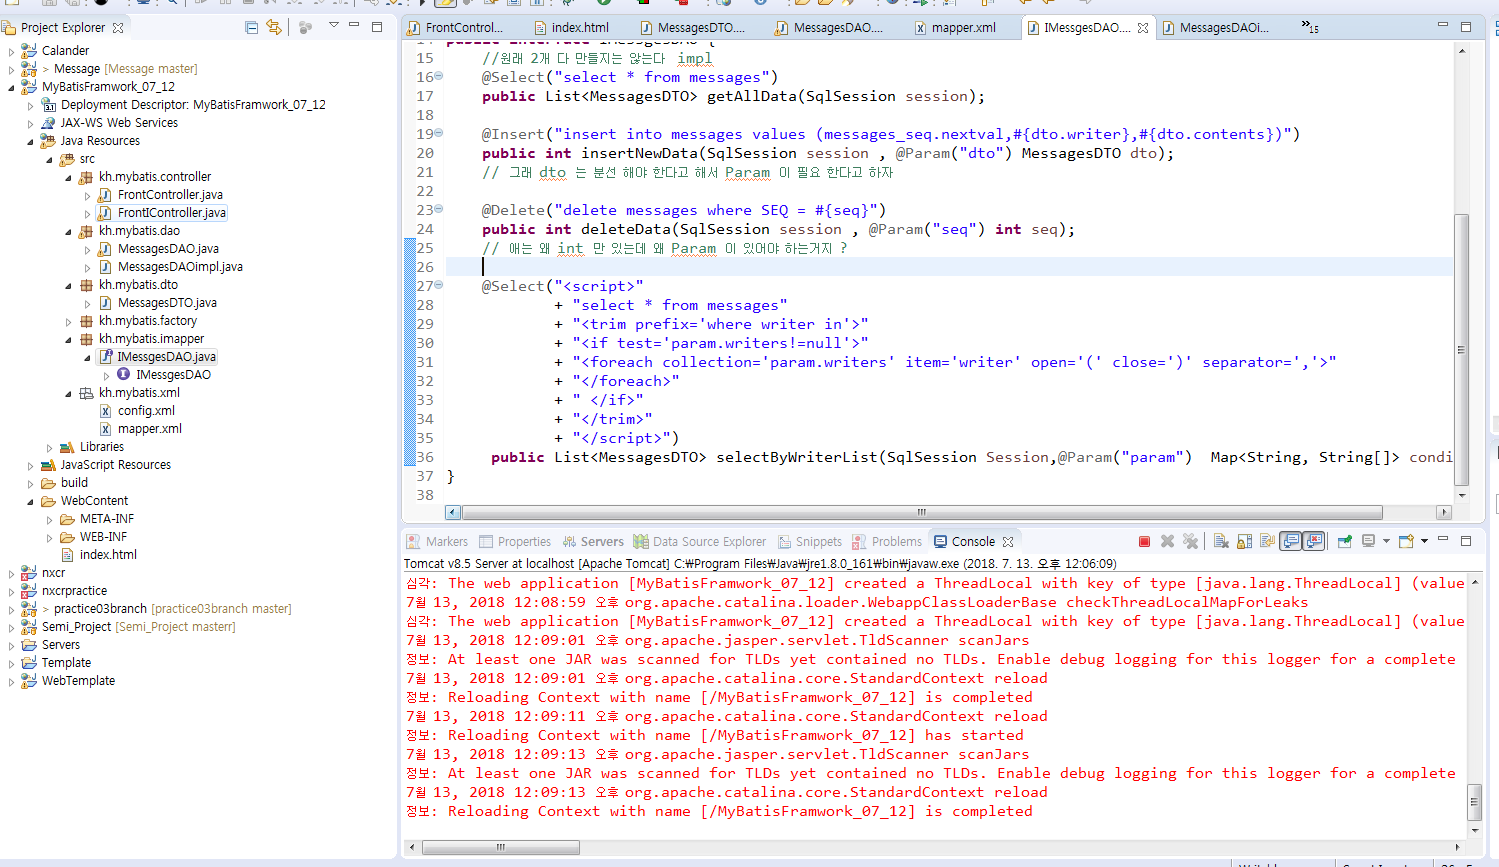 Project Explorer
Calander
> Message [Message master]
MyBatisFramwork_07_12
Deployment Descriptor: MyBatisFramwork_07_12
JAX-WS Web Services
Java Resources
src
kh.mybatis.controller
FrontController.java
FrontIController.java
kh.mybatis.dao
MessagesDAO.java
MessagesDAOimpl.java
kh.mybatis.dto
MessagesDTO.java
kh.mybatis.factory
kh.mybatis.imapper
IMessgesDAO.java
IMessgesDAO
kh.mybatis.xml
config.xml
mapper.xml
Libraries
JavaScript Resources
build
WebContent
META-INF
WEB-INF
index.html
nxcr
nxcrpractice
> practice03branch [practice03branch master]
Semi_Project [Semi_Project masterr]
Servers
Template
WebTemplate
FrontControl... index.html MessagesDTO.... MessagesDAO.... mapper.xml IMessgesDAO.... MessagesDAOi... »15
15 //원래 2개 다 만들지는 않는다 impl
16 @Select("select * from messages")
17 public List<MessagesDTO> getAllData(SqlSession session);
18
19 @Insert("insert into messages values (messages_seq.nextval,#{dto.writer},#{dto.contents})")
20 public int insertNewData(SqlSession session , @Param("dto") MessagesDTO dto);
21 // 그래 dto 는 분선 해야 한다고 해서 Param 이 필요 한다고 하자
22
23 @Delete("delete messages where SEQ = #{seq}")
24 public int deleteData(SqlSession session , @Param("seq") int seq);
25 // 애는 왜 int 만 있는데 왜 Param 이 있어야 하는거지 ?
26
27 @Select("<script>"
28 + "select * from messages"
29 + "<trim prefix='where writer in'>"
30 + "<if test='param.writers!=null'>"
31 + "<foreach collection='param.writers' item='writer' open='(' close=')' separator=','>"
32 + "</foreach>"
33 + " </if>"
34 + "</trim>"
35 + "</script>")
36 public List<MessagesDTO> selectByWriterList(SqlSession Session,@Param("param") Map<String, String[]> condi
37 }
38
Markers Properties Servers Data Source Explorer Snippets Problems Console
Tomcat v8.5 Server at localhost [Apache Tomcat] C:₩Program Files₩Java₩jre1.8.0_161₩bin₩javaw.exe (2018. 7. 13. 오후 12:06:09)
심각: The web application [MyBatisFramwork_07_12] created a ThreadLocal with key of type [java.lang.ThreadLocal] (value
7월 13, 2018 12:08:59 오후 org.apache.catalina.loader.WebappClassLoaderBase checkThreadLocalMapForLeaks
심각: The web application [MyBatisFramwork_07_12] created a ThreadLocal with key of type [java.lang.ThreadLocal] (value
7월 13, 2018 12:09:01 오후 org.apache.jasper.servlet.TldScanner scanJars
정보: At least one JAR was scanned for TLDs yet contained no TLDs. Enable debug logging for this logger for a complete
7월 13, 2018 12:09:01 오후 org.apache.catalina.core.StandardContext reload
정보: Reloading Context with name [/MyBatisFramwork_07_12] is completed
7월 13, 2018 12:09:11 오후 org.apache.catalina.core.StandardContext reload
정보: Reloading Context with name [/MyBatisFramwork_07_12] has started
7월 13, 2018 12:09:13 오후 org.apache.jasper.servlet.TldScanner scanJars
정보: At least one JAR was scanned for TLDs yet contained no TLDs. Enable debug logging for this logger for a complete
7월 13, 2018 12:09:13 오후 org.apache.catalina.core.StandardContext reload
정보: Reloading Context with name [/MyBatisFramwork_07_12] is completed